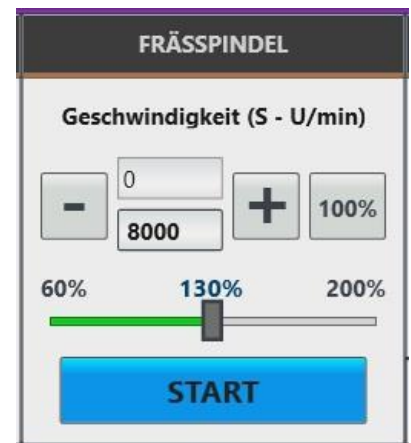 FRÄSSPINDEL
Geschwindigkeit (S - U/min)
- 0 + 100%
8000
60% 130% 200%
START